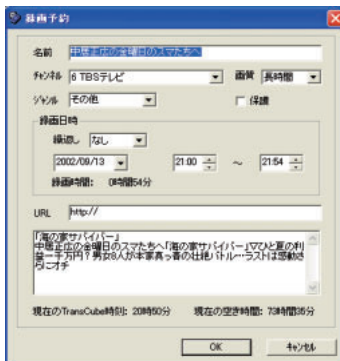 録画予約
名前 中居正広の金曜日のスマたちへ
チャンネル 6 TBSテレビ 画質 長時間
ジャンル その他 保護
録画日時
繰返し なし
2002/09/13 21:00 ～ 21:54
録画時間: 0時間54分
URL http://
「海の家サバイバー」
中居正広の金曜日のスマたちへ「海の家サバイバー」▽ひと夏の利
益一千万円？男女8人が本家真っ青の壮絶バトル…ラストは感動さ
らにオチ
現在のTransCube時刻: 20時50分 現在の空き時間: 73時間35分
OK キャンセル